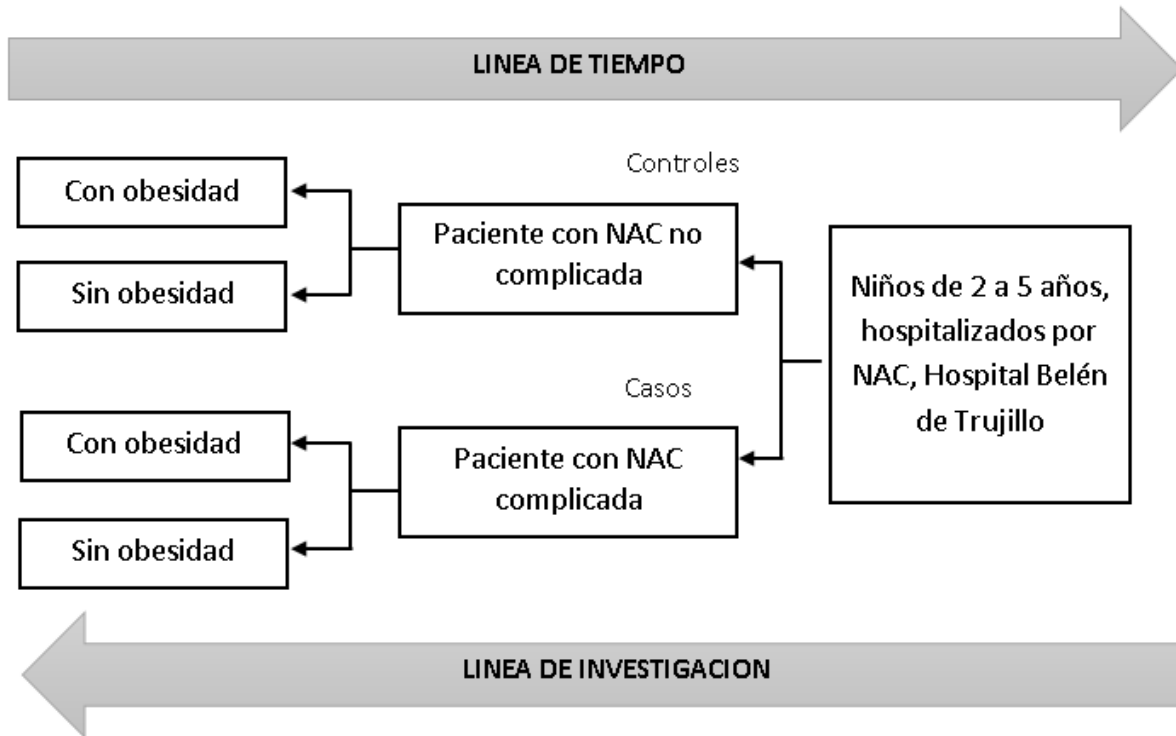 LINEA DE TIEMPO
Controles
Con obesidad
Sin obesidad
Paciente con NAC no
complicada
Niños de 2 a 5 años,
hospitalizados por
NAC, Hospital Belén
de Trujillo
Casos
Con obesidad
Sin obesidad
Paciente con NAC
complicada
LINEA DE INVESTIGACION